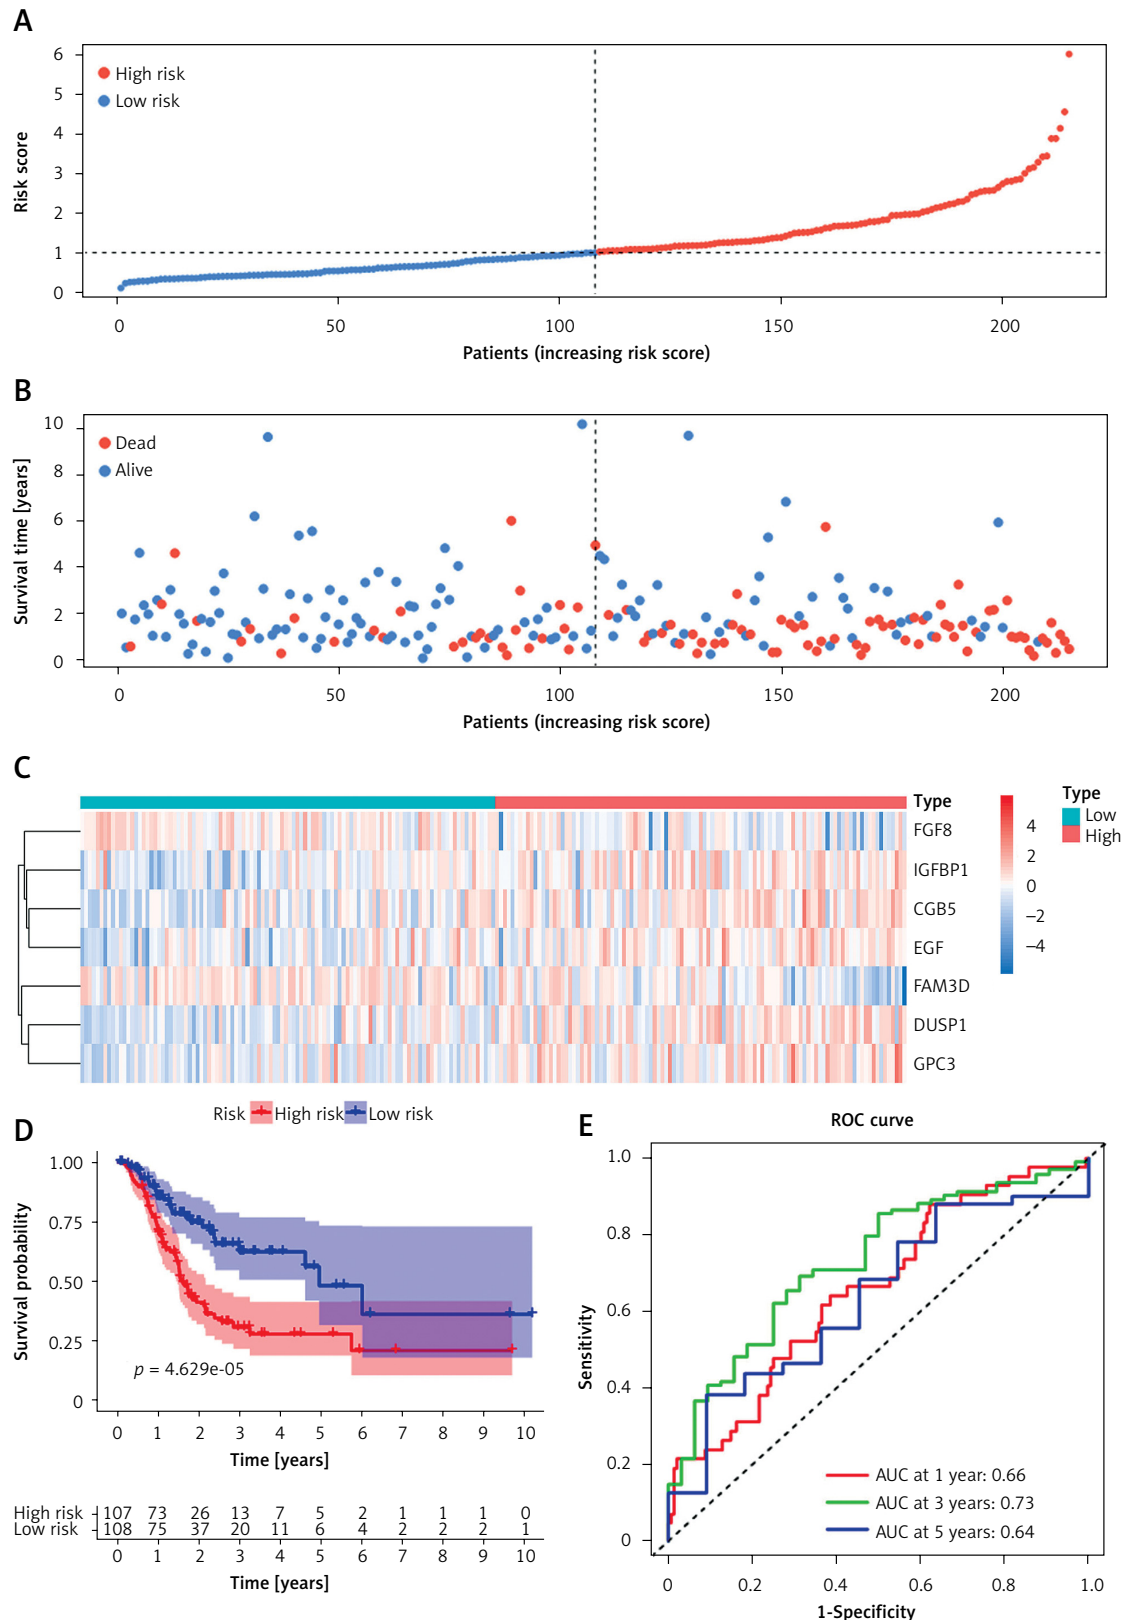 A
Risk score
6
5
4
3
2
1
0
High risk
Low risk
0 50 100 150 200
Patients (increasing risk score)
B
Survival time [years]
10
8
6
4
2
0
Dead
Alive
0 50 100 150 200
Patients (increasing risk score)
C
Type
FGF8
IGFBP1
CGB5
EGF
FAM3D
DUSP1
GPC3
4
2
0
−2
−4
Type
Low
High
D
Risk High risk Low risk
Survival probability
1.00
0.75
0.50
0.25
0
p = 4.629e-05
0 1 2 3 4 5 6 7 8 9 10
Time [years]
High risk 107 73 26 13 7 5 2 1 1 1 0
Low risk 108 75 37 20 11 6 4 2 2 2 1
0 1 2 3 4 5 6 7 8 9 10
Time [years]
E
ROC curve
Sensitivity
1.0
0.8
0.6
0.4
0.2
0
AUC at 1 year: 0.66
AUC at 3 years: 0.73
AUC at 5 years: 0.64
0 0.2 0.4 0.6 0.8 1.0
1-Specificity